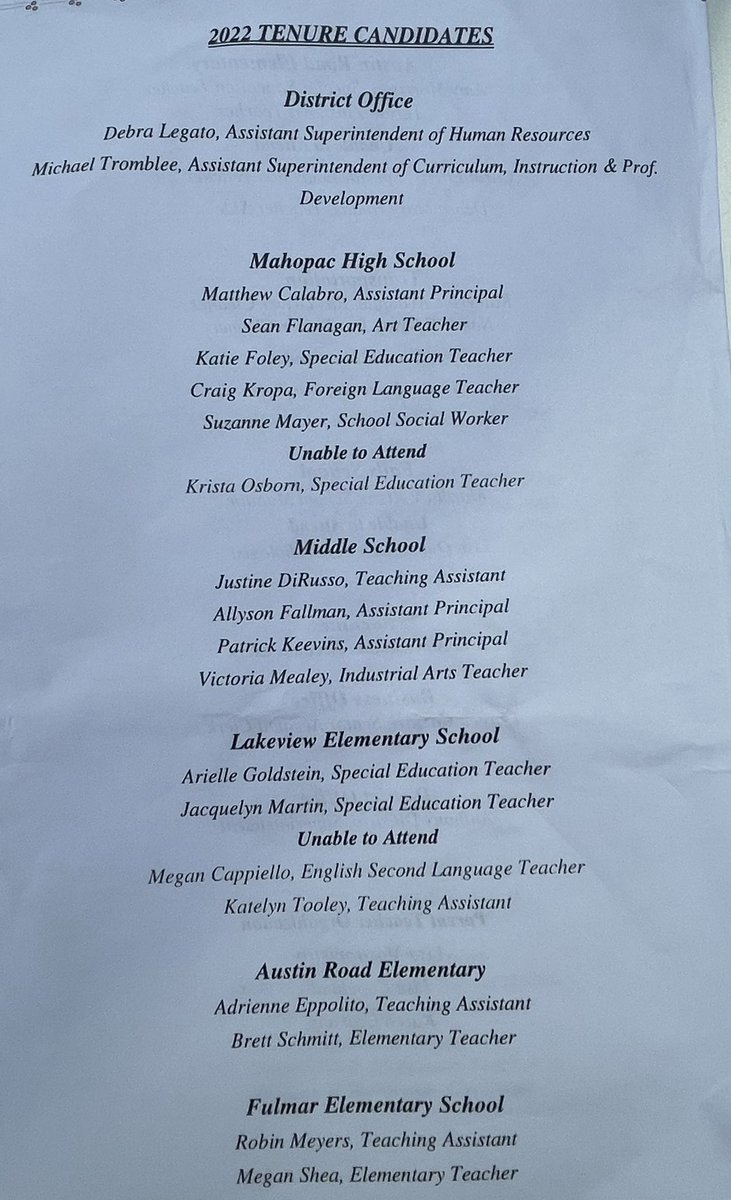 2022 TENURE CANDIDATES
District Office
Debra Legato, Assistant Superintendent of Human Resources
Michael Tromblee, Assistant Superintendent of Curriculum, Instruction & Prof.
Development
Mahopac High School
Matthew Calabro, Assistant Principal
Sean Flanagan, Art Teacher
Katie Foley, Special Education Teacher
Craig Kropa, Foreign Language Teacher
Suzanne Mayer, School Social Worker
Unable to Attend
Krista Osborn, Special Education Teacher
Middle School
Justine DiRusso, Teaching Assistant
Allyson Fallman, Assistant Principal
Patrick Keevins, Assistant Principal
Victoria Mealey, Industrial Arts Teacher
Lakeview Elementary School
Arielle Goldstein, Special Education Teacher
Jacquelyn Martin, Special Education Teacher
Unable to Attend
Megan Cappiello, English Second Language Teacher
Katelyn Tooley, Teaching Assistant
Austin Road Elementary
Adrienne Eppolito, Teaching Assistant
Brett Schmitt, Elementary Teacher
Fulmar Elementary School
Robin Meyers, Teaching Assistant
Megan Shea, Elementary Teacher